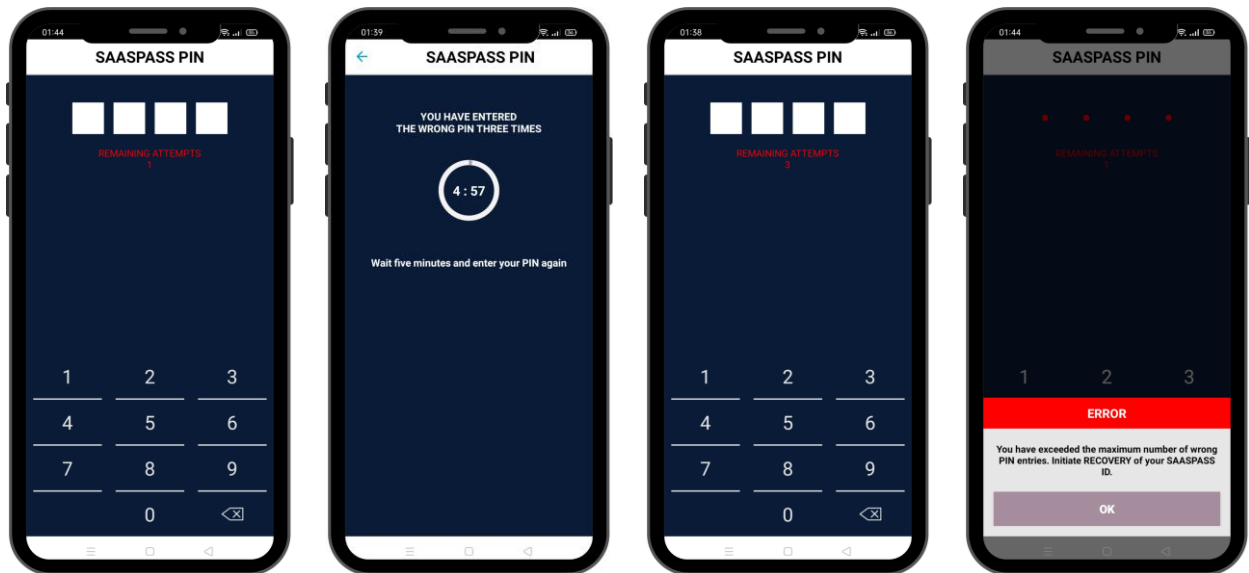 01:44
SAASPASS PIN
REMAINING ATTEMPTS
1
1 2 3
4 5 6
7 8 9
0
01:39
SAASPASS PIN
YOU HAVE ENTERED
THE WRONG PIN THREE TIMES
4 : 57
Wait five minutes and enter your PIN again
01:38
SAASPASS PIN
REMAINING ATTEMPTS
3
1 2 3
4 5 6
7 8 9
0
01:44
SAASPASS PIN
REMAINING ATTEMPTS
1
1 2 3
ERROR
You have exceeded the maximum number of wrong
PIN entries. Initiate RECOVERY of your SAASPASS
ID.
OK